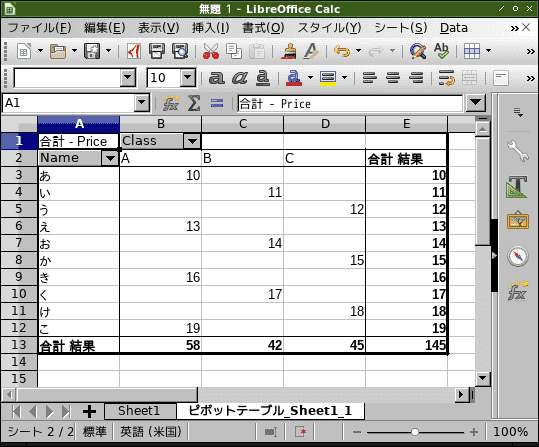 無題 1 - LibreOffice Calc
ファイル(F) 編集(E) 表示(V) 挿入(I) 書式(O) スタイル(Y) シート(S) Data
10
A1 合計 - Price
A B C D E
1 合計 - Price Class
2 Name A B C 合計 結果
3 あ 10 10
4 い 11 11
5 う 12 12
6 え 13 13
7 お 14 14
8 か 15 15
9 き 16 16
10 く 17 17
11 け 18 18
12 こ 19 19
13 合計 結果 58 42 45 145
14
15
Sheet1 ピボットテーブル_Sheet1_1
シート 2 / 2 標準 英語 (米国) 100%